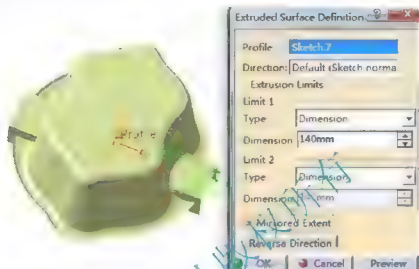 Extruded Surface Definition
Profile Sketch.7
Direction: Default (Sketch norma
Extrusion Limits
Limit 1
Type Dimension
Dimension 140mm
Limit 2
Type Dimension
Dimension mm
Mirrored Extent
Reverse Direction
OK Cancel Preview